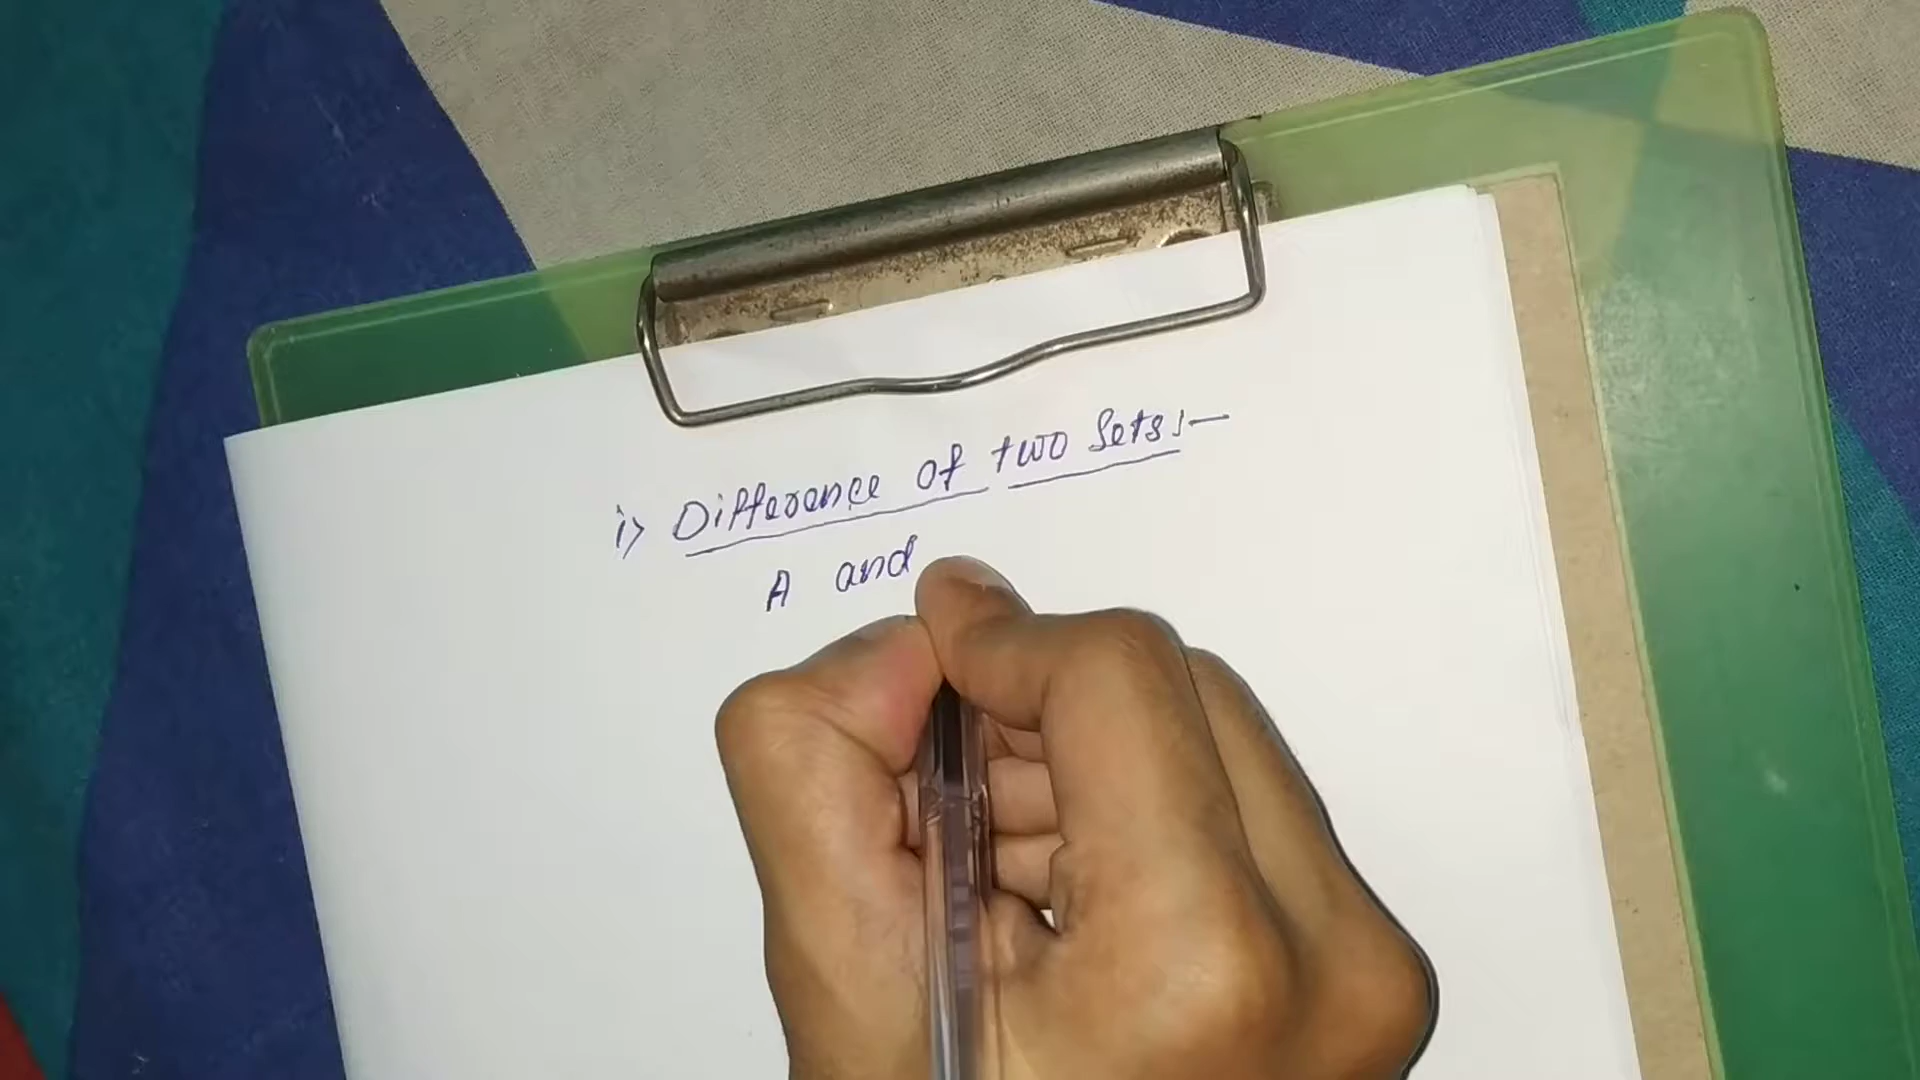 i> Difference of two Sets:-
A and